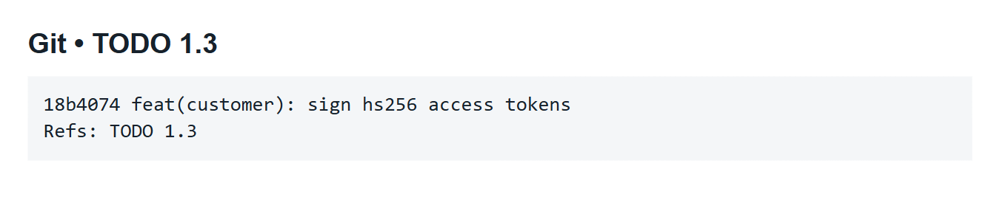 Git • TODO 1.3
18b4074 feat(customer): sign hs256 access tokens
Refs: TODO 1.3